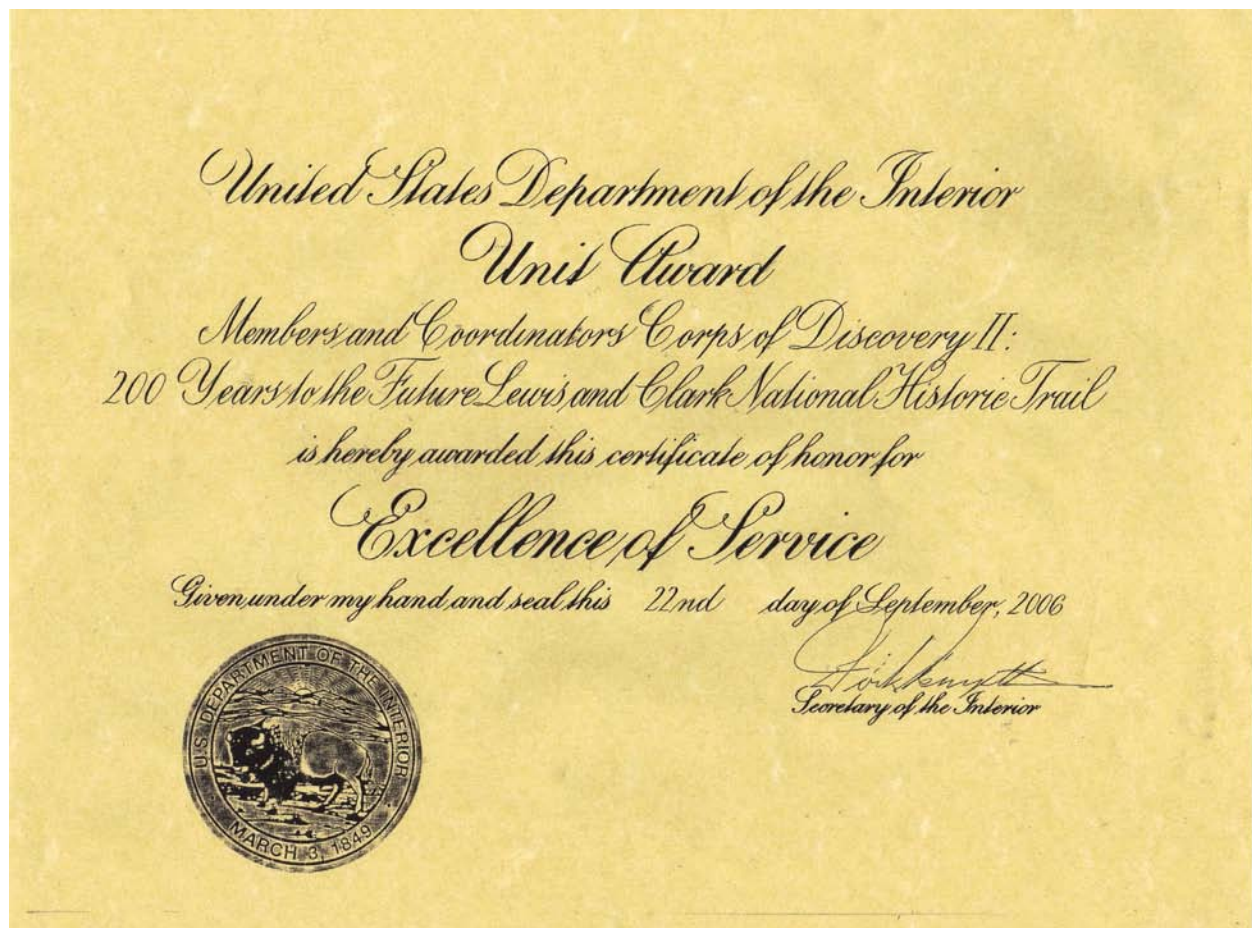 United States Department of the Interior
Unit Award
Members and Coordinators Corps of Discovery II:
200 Years to the Future Lewis and Clark National Historic Trail
is hereby awarded this certificate of honor for
Excellence of Service
Given under my hand and seal this 22nd day of September, 2006
Secretary of the Interior
U.S. DEPARTMENT OF THE INTERIOR
MARCH 3, 1849